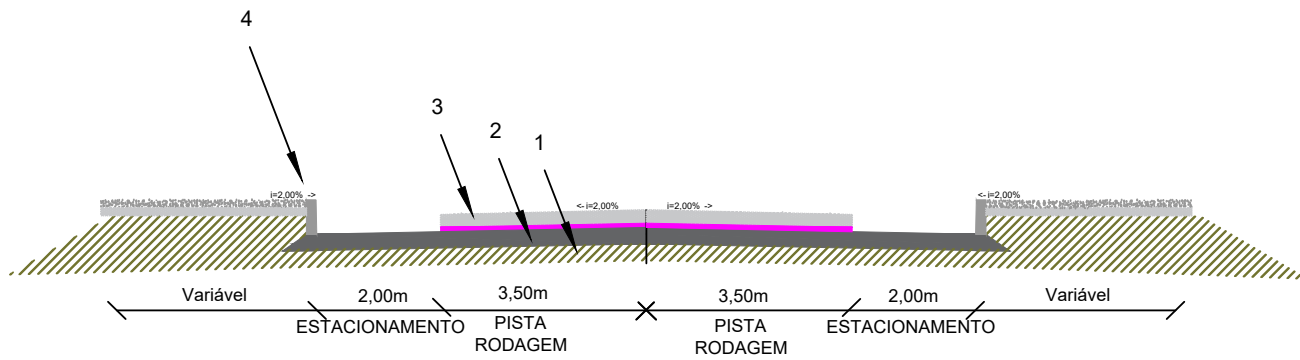 4
3
2
1
i=2,00% ->
<- i=2,00%
i=2,00% ->
<- i=2,00%
Variável
2,00m
3,50m
3,50m
2,00m
Variável
ESTACIONAMENTO
PISTA
RODAGEM
PISTA
RODAGEM
ESTACIONAMENTO